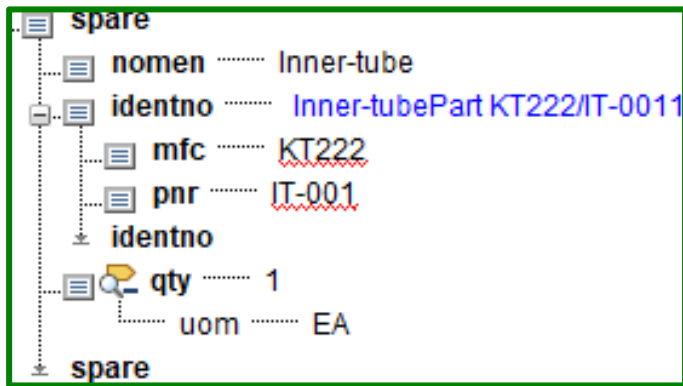 spare
nomen Inner-tube
identno Inner-tubePart KT222/IT-0011
mfc KT222
pnr IT-001
identno
qty 1
uom EA
spare